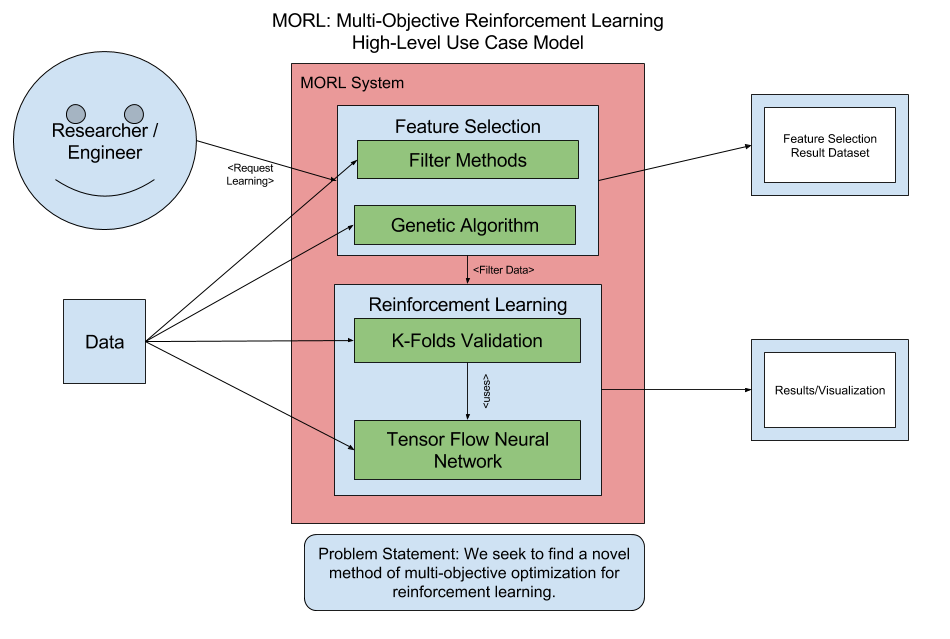 MORL: Multi-Objective Reinforcement Learning
High-Level Use Case Model
MORL System
Researcher /
Engineer
<Request
Learning>
Feature Selection
Filter Methods
Genetic Algorithm
<Filter Data>
Feature Selection
Result Dataset
Data
Reinforcement Learning
K-Folds Validation
<uses>
Tensor Flow Neural
Network
Results/Visualization
Problem Statement: We seek to find a novel
method of multi-objective optimization for
reinforcement learning.